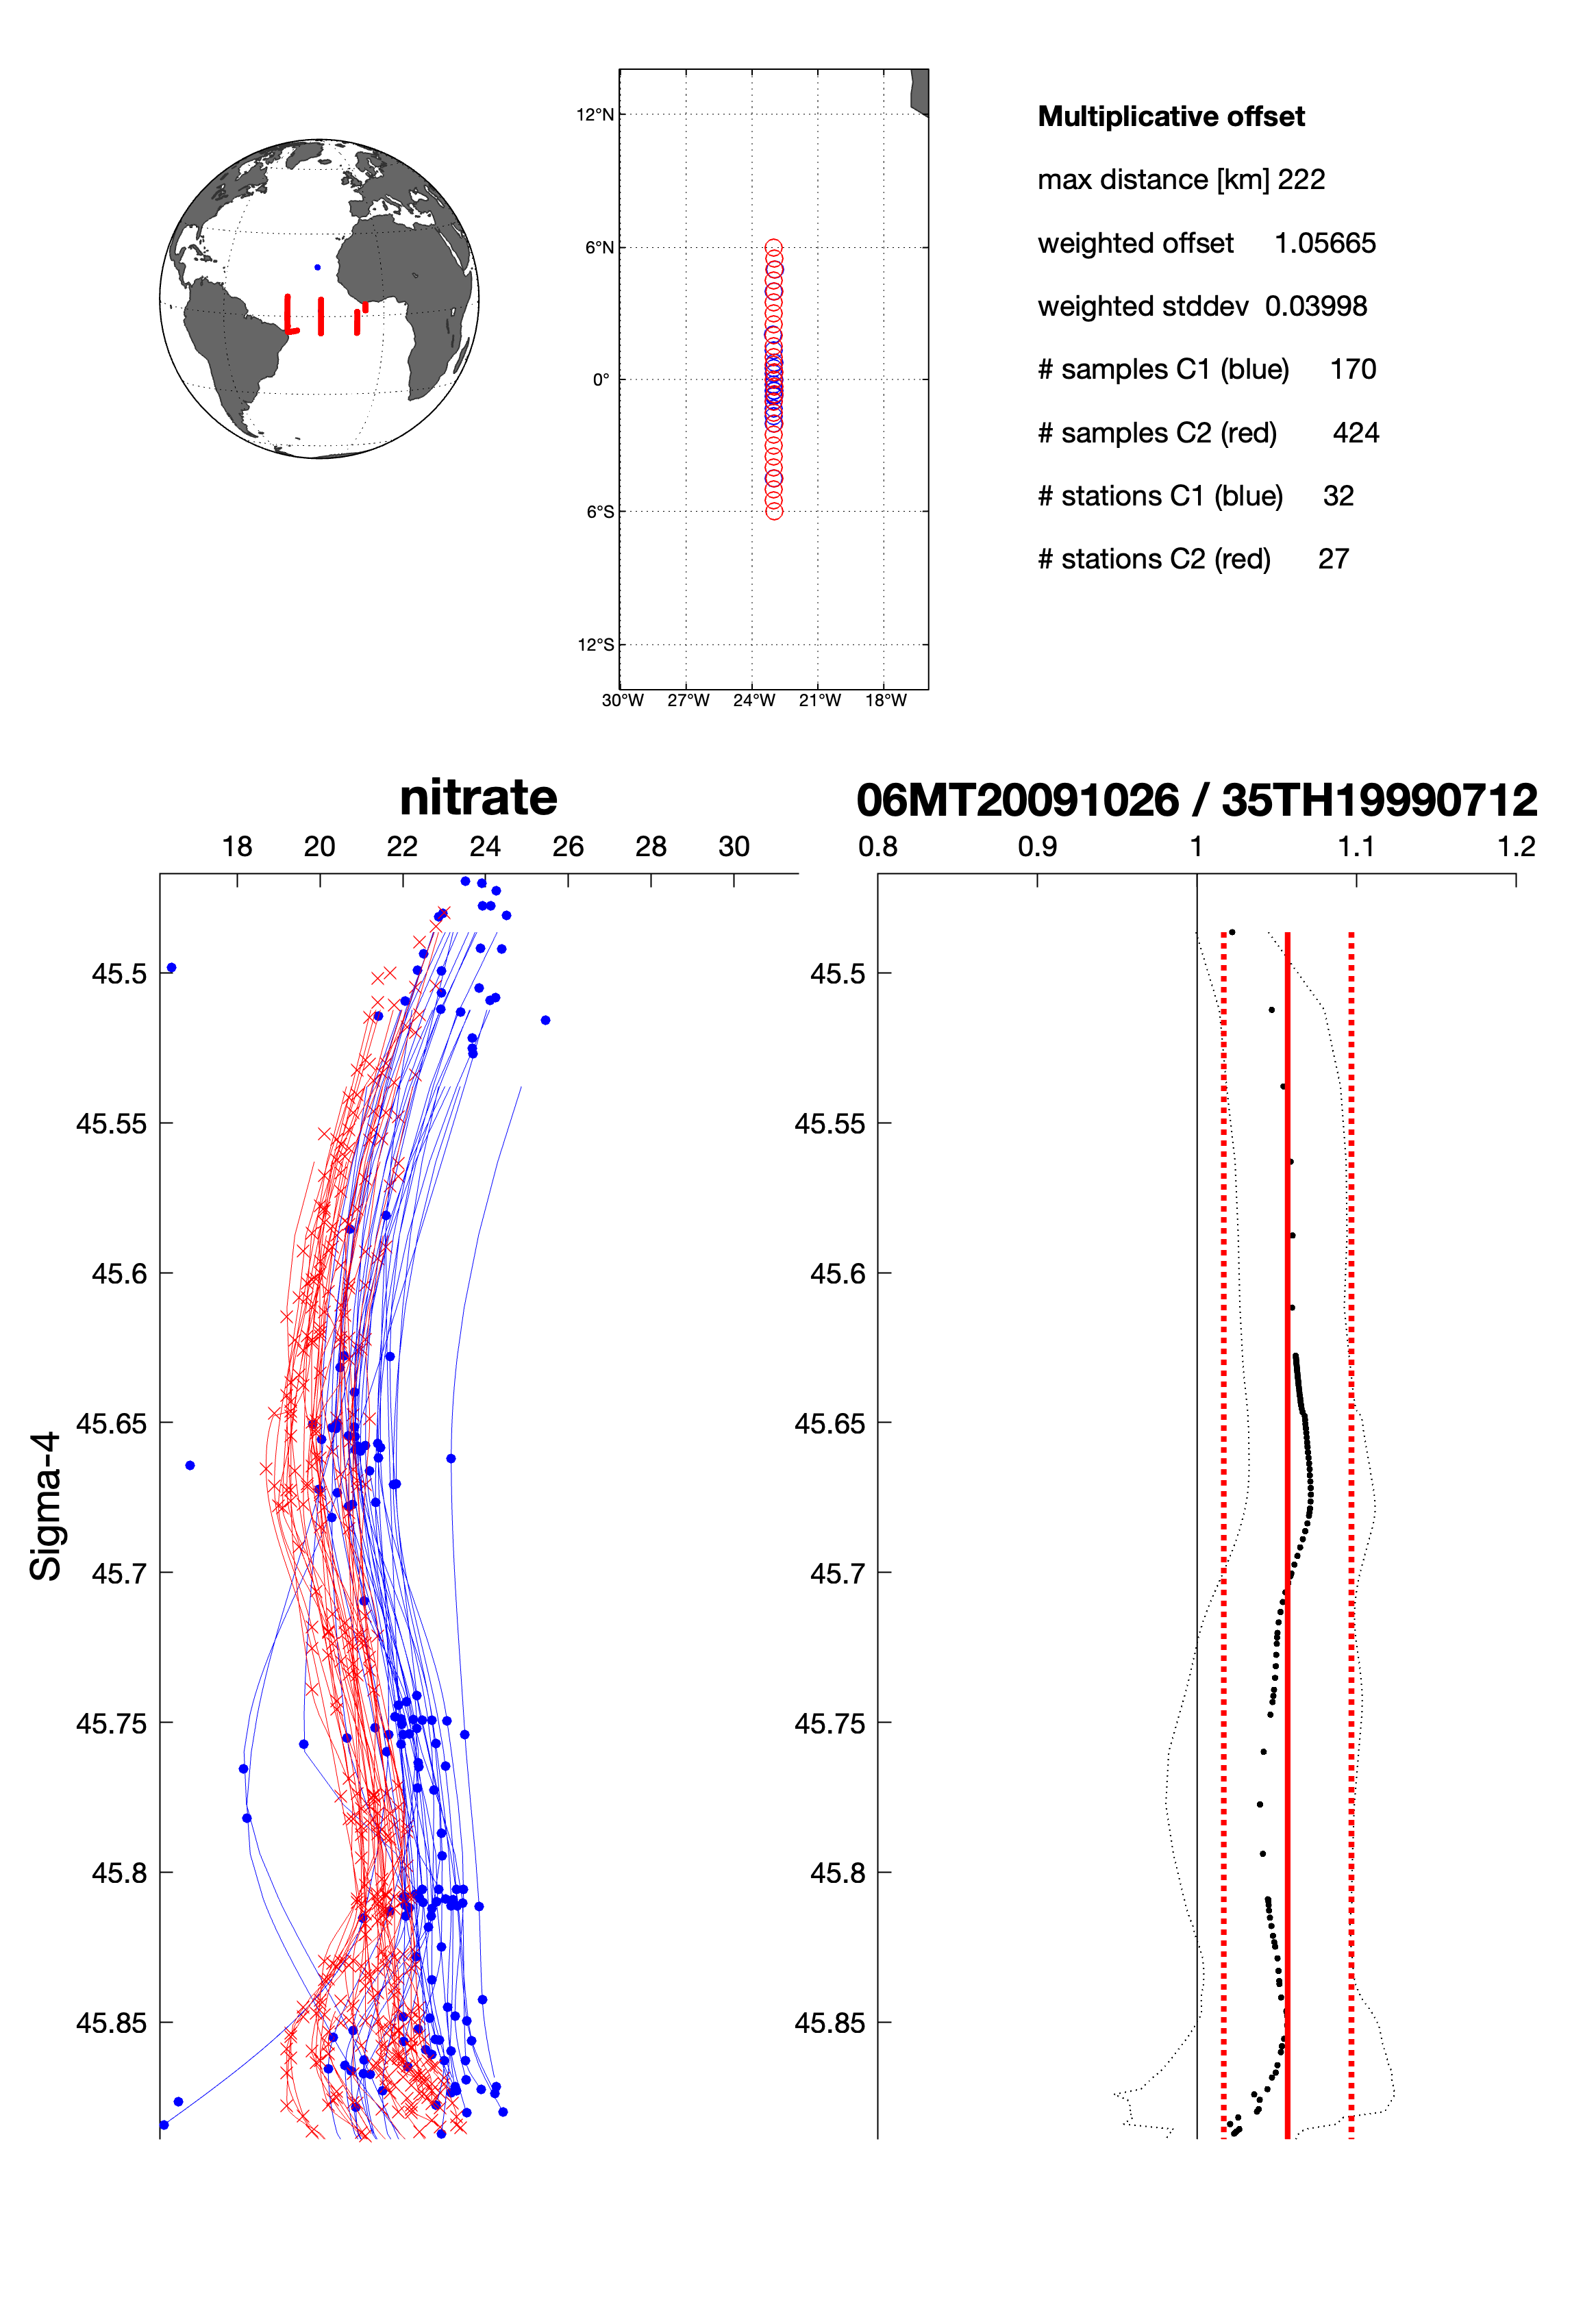 Multiplicative offset
max distance [km] 222
weighted offset 1.05665
weighted stddev 0.03998
# samples C1 (blue) 170
# samples C2 (red) 424
# stations C1 (blue) 32
# stations C2 (red) 27
12°N
6°N
0°
6°S
12°S
30°W 27°W 24°W 21°W 18°W
nitrate
18 20 22 24 26 28 30
Sigma-4
45.5
45.55
45.6
45.65
45.7
45.75
45.8
45.85
06MT20091026 / 35TH19990712
0.8 0.9 1 1.1 1.2
45.5
45.55
45.6
45.65
45.7
45.75
45.8
45.85